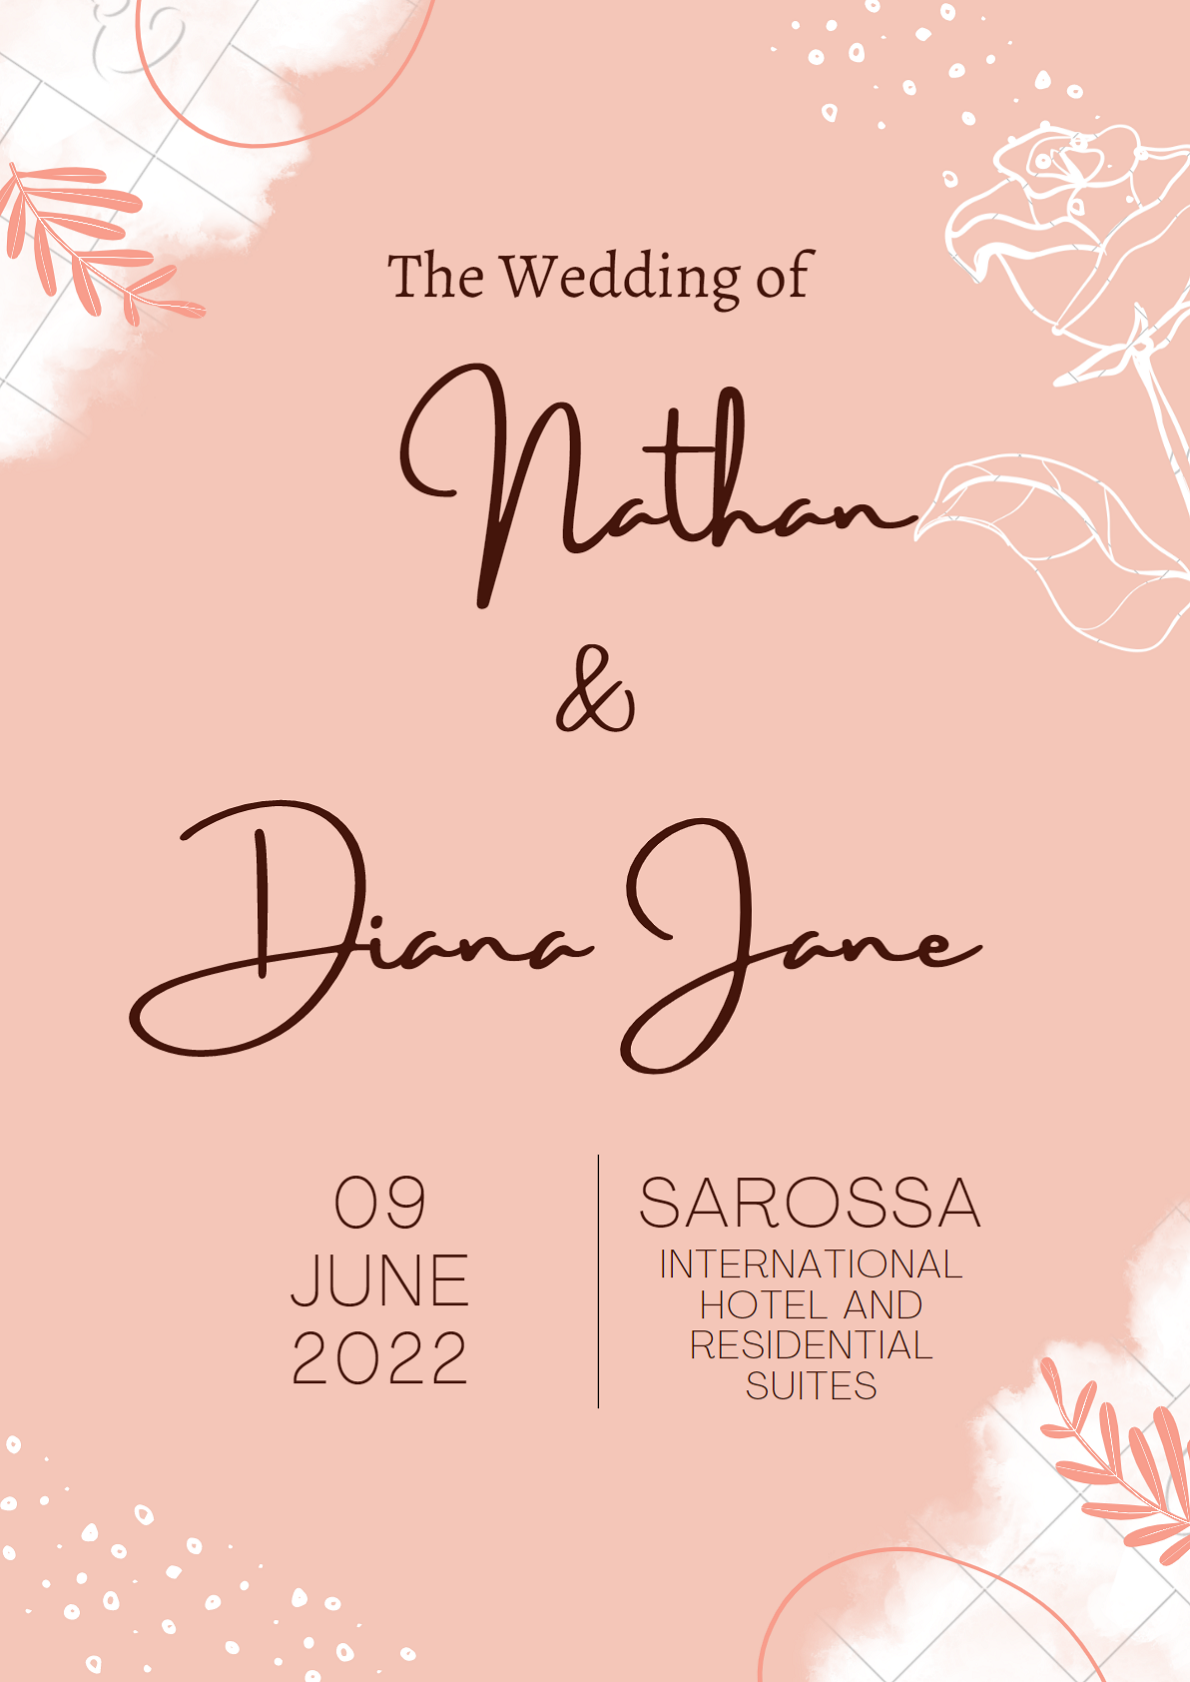 The Wedding of
Nathan
&
Diana Jane
09
JUNE
2022
SAROSSA
INTERNATIONAL
HOTEL AND
RESIDENTIAL
SUITES